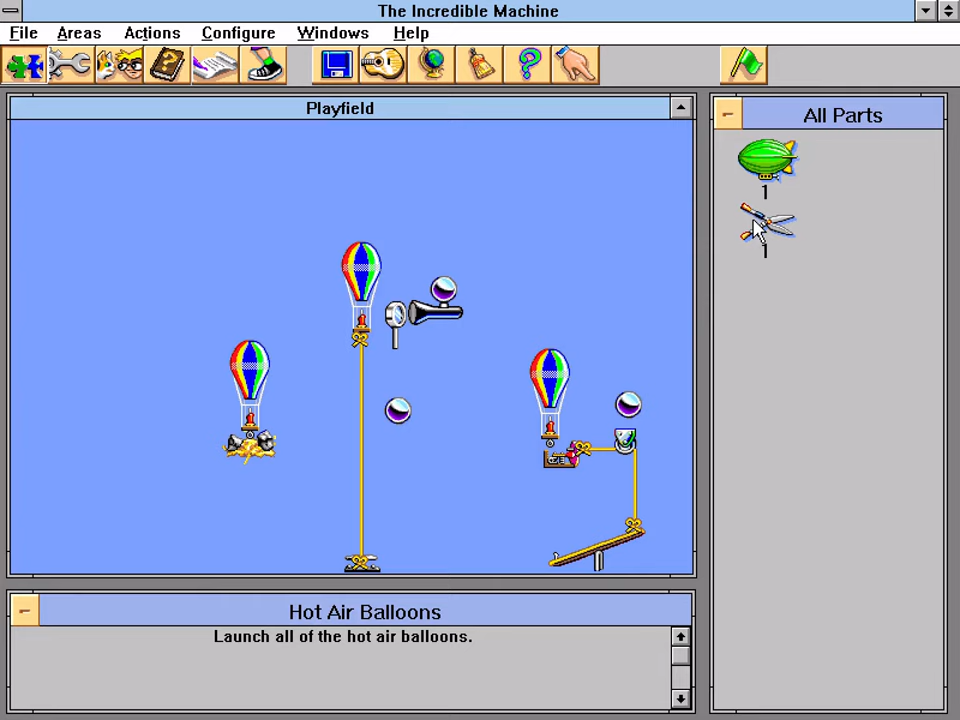 The Incredible Machine
File Areas Actions Configure Windows Help
Playfield
All Parts
1
1
Hot Air Balloons
Launch all of the hot air balloons.